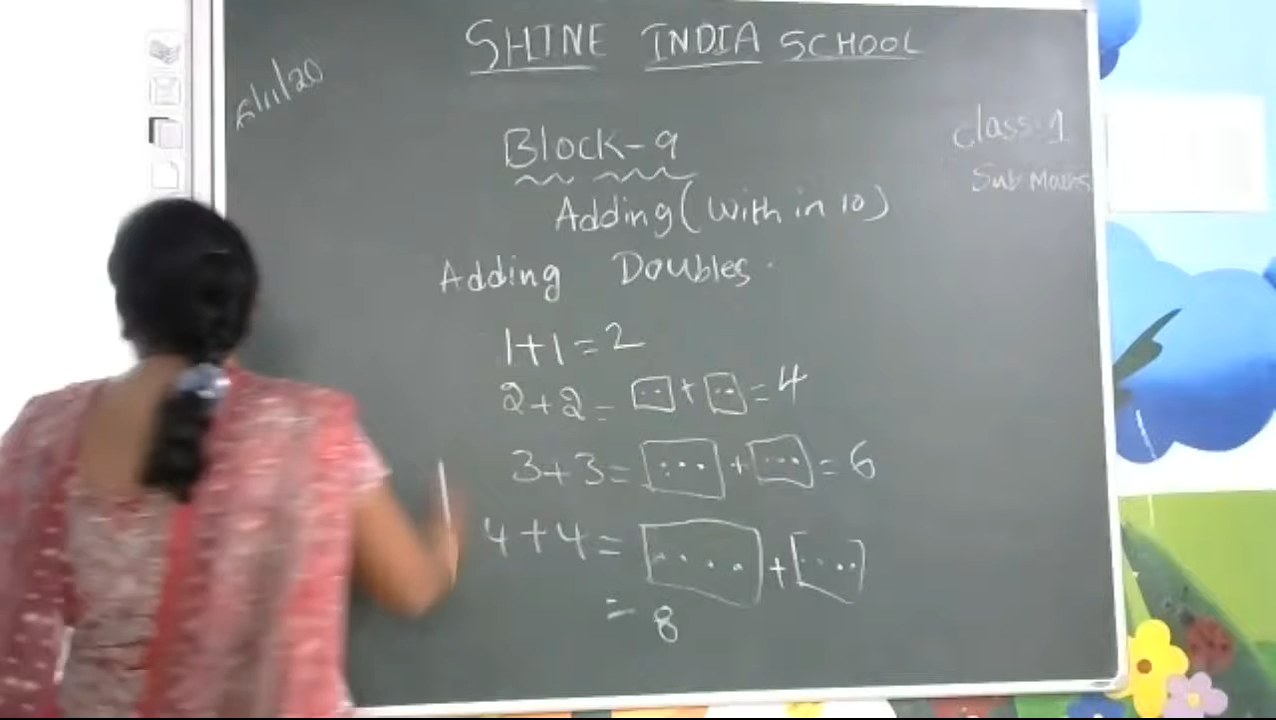 SHINE INDIA SCHOOL
/11/20
Class-1
Sub Maths
Block-9
Adding (with in 10)
Adding Doubles.
1+1=2
2+2= + =4
3+3= + =6
4+4= +
= 8